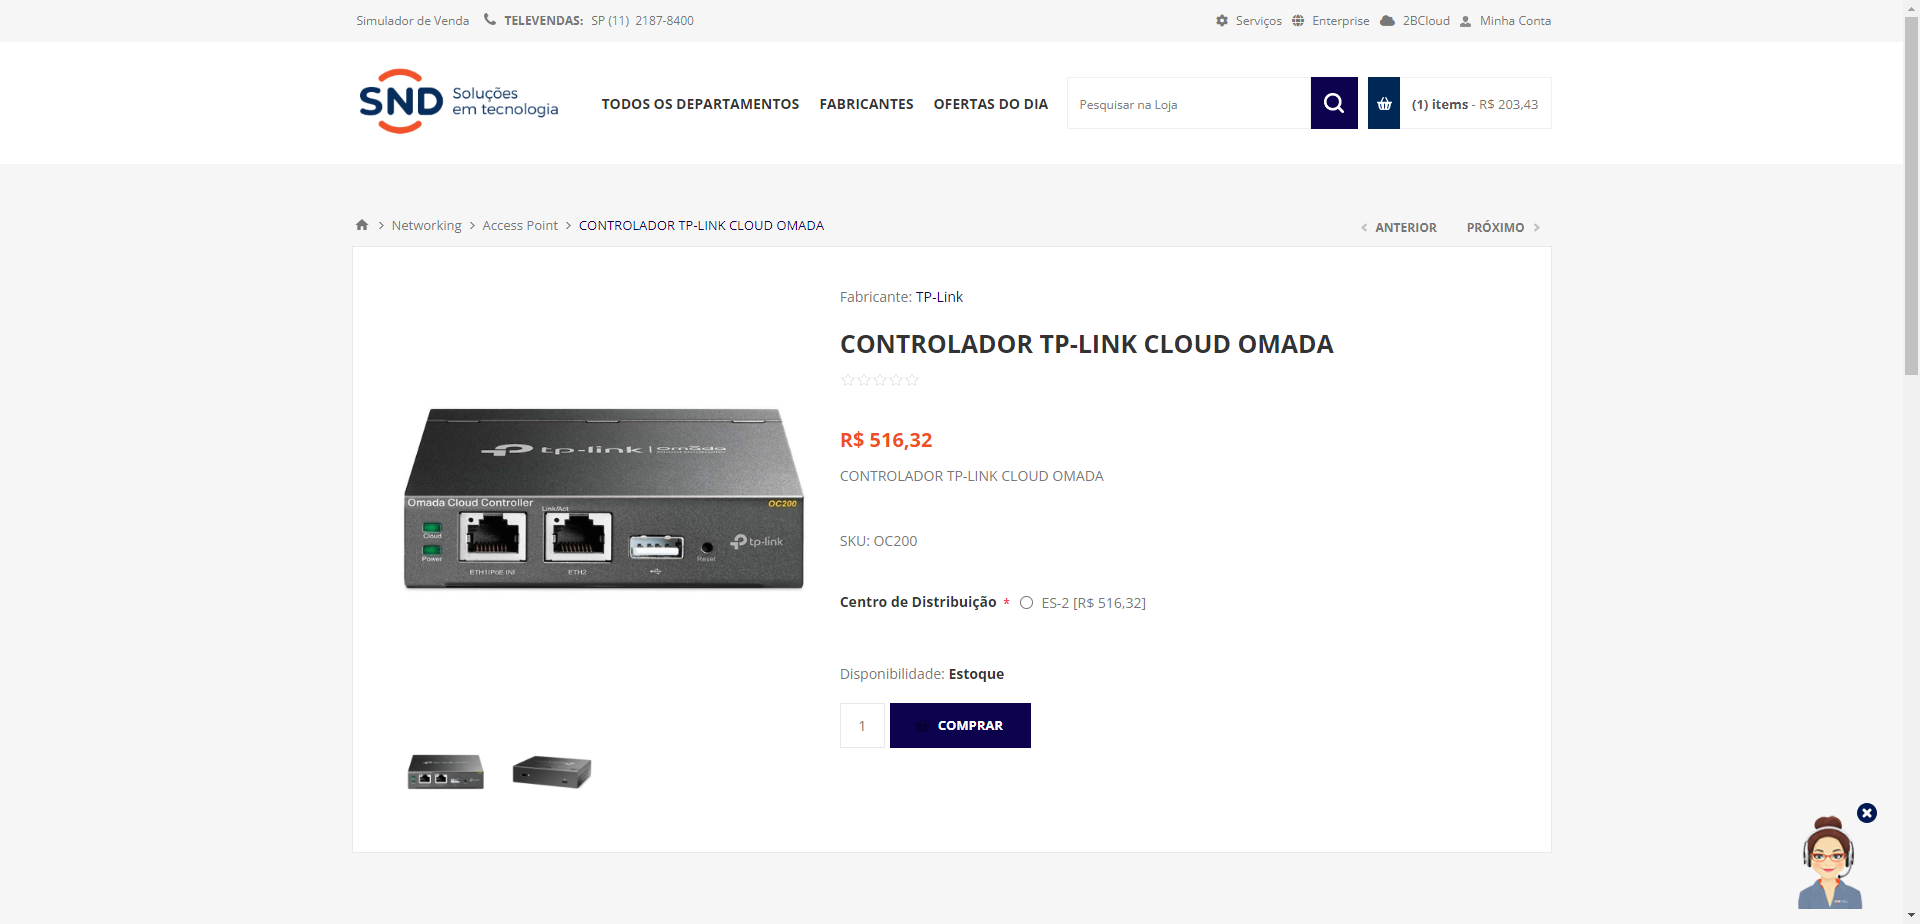 Simulador de Venda TELEVENDAS: SP (11) 2187-8400 Serviços Enterprise 2BCloud Minha Conta
SND Soluções em tecnologia
TODOS OS DEPARTAMENTOS FABRICANTES OFERTAS DO DIA Pesquisar na Loja (1) items - R$ 203,43
Networking Access Point CONTROLADOR TP-LINK CLOUD OMADA ANTERIOR PRÓXIMO
Fabricante: TP-Link
CONTROLADOR TP-LINK CLOUD OMADA
R$ 516,32
CONTROLADOR TP-LINK CLOUD OMADA
SKU: OC200
Centro de Distribuição * ES-2 [R$ 516,32]
Disponibilidade: Estoque
1 COMPRAR
tp-link | omada
Omada Cloud Controller Link/Act OC200
Cloud
Power
Reset
tp-link
ETH1(PoE IN) ETH2